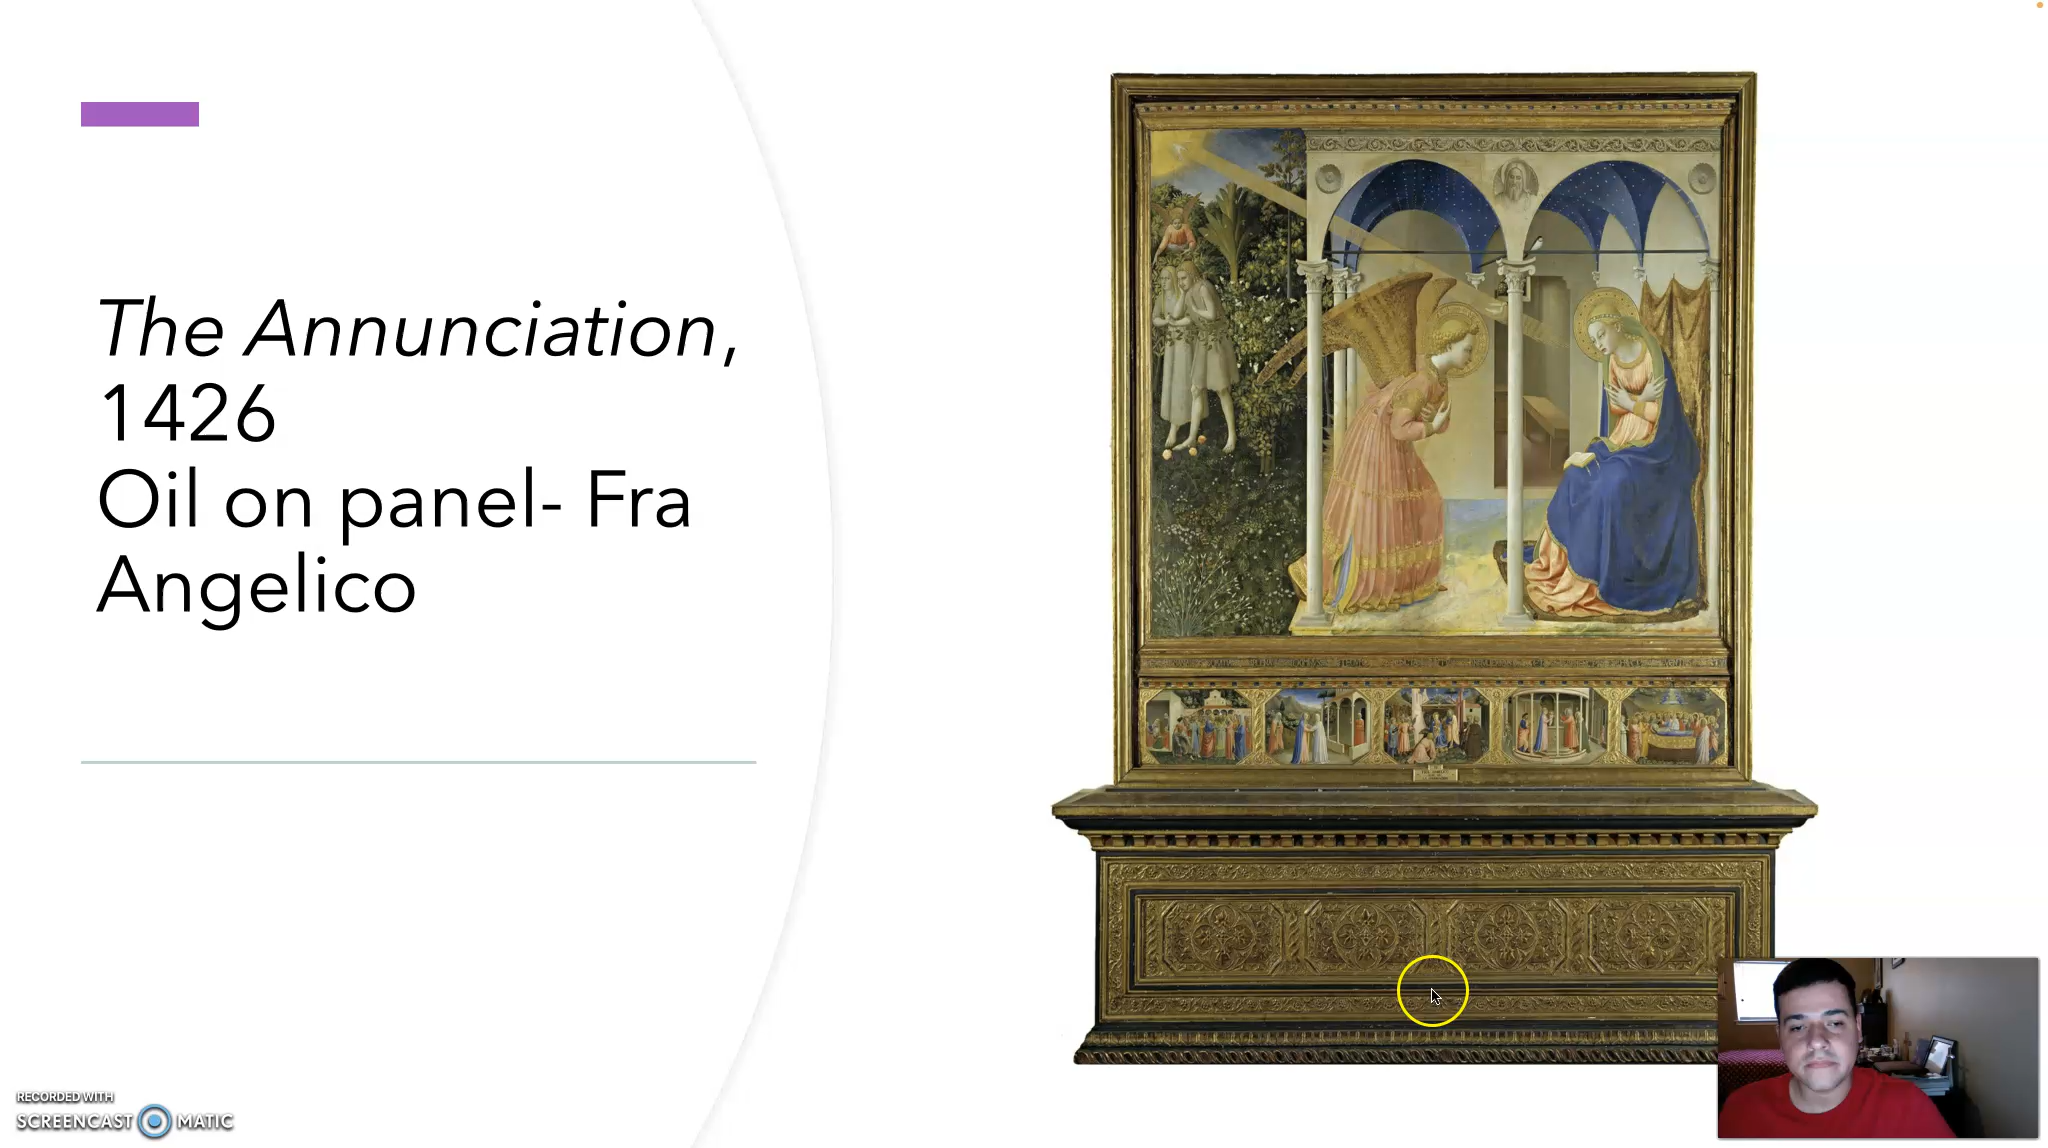 The Annunciation,
1426
Oil on panel- Fra
Angelico
RECORDED WITH
SCREENCAST MATIC